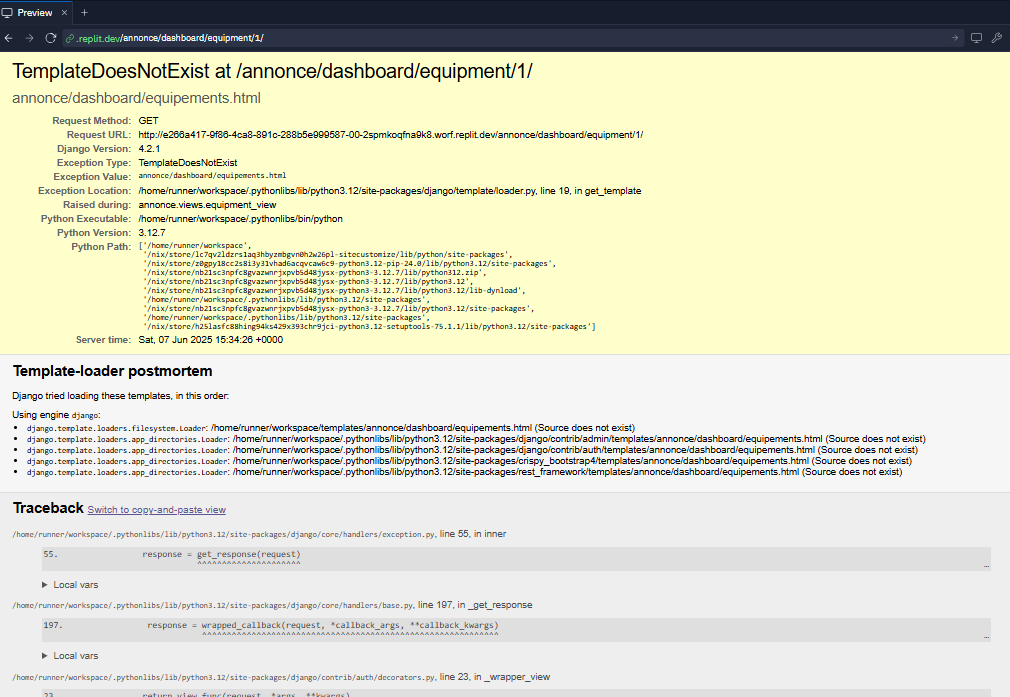 Preview × +
.replit.dev/annonce/dashboard/equipment/1/
TemplateDoesNotExist at /annonce/dashboard/equipment/1/
annonce/dashboard/equipements.html
Request Method: GET
Request URL: http://e266a417-9f86-4ca8-891c-288b5e999587-00-2spmkoqfna9k8.worf.replit.dev/annonce/dashboard/equipment/1/
Django Version: 4.2.1
Exception Type: TemplateDoesNotExist
Exception Value: annonce/dashboard/equipements.html
Exception Location: /home/runner/workspace/.pythonlibs/lib/python3.12/site-packages/django/template/loader.py, line 19, in get_template
Raised during: annonce.views.equipment_view
Python Executable: /home/runner/workspace/.pythonlibs/bin/python
Python Version: 3.12.7
Python Path: ['/home/runner/workspace',
'/nix/store/lc7qv2ldzrs1aq3hbyzmbgvn0h2w26pl-sitecustomize/lib/python/site-packages',
'/nix/store/z0gpy18cc2s8i3y31vhad6acqvcaw6c9-python3.12-pip-24.0/lib/python3.12/site-packages',
'/nix/store/nb21sc3npfc8gvazwnrjxpvb5d48jysx-python3-3.12.7/lib/python312.zip',
'/nix/store/nb21sc3npfc8gvazwnrjxpvb5d48jysx-python3-3.12.7/lib/python3.12',
'/nix/store/nb21sc3npfc8gvazwnrjxpvb5d48jysx-python3-3.12.7/lib/python3.12/lib-dynload',
'/home/runner/workspace/.pythonlibs/lib/python3.12/site-packages',
'/nix/store/nb21sc3npfc8gvazwnrjxpvb5d48jysx-python3-3.12.7/lib/python3.12/site-packages',
'/home/runner/workspace/.pythonlibs/lib/python3.12/site-packages',
'/nix/store/h25lasfc88hing94ks429x393chr9jci-python3.12-setuptools-75.1.1/lib/python3.12/site-packages']
Server time: Sat, 07 Jun 2025 15:34:26 +0000
Template-loader postmortem
Django tried loading these templates, in this order:
Using engine django:
• django.template.loaders.filesystem.Loader: /home/runner/workspace/templates/annonce/dashboard/equipements.html (Source does not exist)
• django.template.loaders.app_directories.Loader: /home/runner/workspace/.pythonlibs/lib/python3.12/site-packages/django/contrib/admin/templates/annonce/dashboard/equipements.html (Source does not exist)
• django.template.loaders.app_directories.Loader: /home/runner/workspace/.pythonlibs/lib/python3.12/site-packages/django/contrib/auth/templates/annonce/dashboard/equipements.html (Source does not exist)
• django.template.loaders.app_directories.Loader: /home/runner/workspace/.pythonlibs/lib/python3.12/site-packages/crispy_bootstrap4/templates/annonce/dashboard/equipements.html (Source does not exist)
• django.template.loaders.app_directories.Loader: /home/runner/workspace/.pythonlibs/lib/python3.12/site-packages/rest_framework/templates/annonce/dashboard/equipements.html (Source does not exist)
Traceback Switch to copy-and-paste view
/home/runner/workspace/.pythonlibs/lib/python3.12/site-packages/django/core/handlers/exception.py, line 55, in inner
55. response = get_response(request)
^^^^^^^^^^^^^^^^^^^^^ …
▶ Local vars
/home/runner/workspace/.pythonlibs/lib/python3.12/site-packages/django/core/handlers/base.py, line 197, in _get_response
197. response = wrapped_callback(request, *callback_args, **callback_kwargs)
^^^^^^^^^^^^^^^^^^^^^^^^^^^^^^^^^^^^^^^^^^^^^^^^^^^^^^^^^^^^ …
▶ Local vars
/home/runner/workspace/.pythonlibs/lib/python3.12/site-packages/django/contrib/auth/decorators.py, line 23, in _wrapper_view
23. return view_func(request, *args, **kwargs)